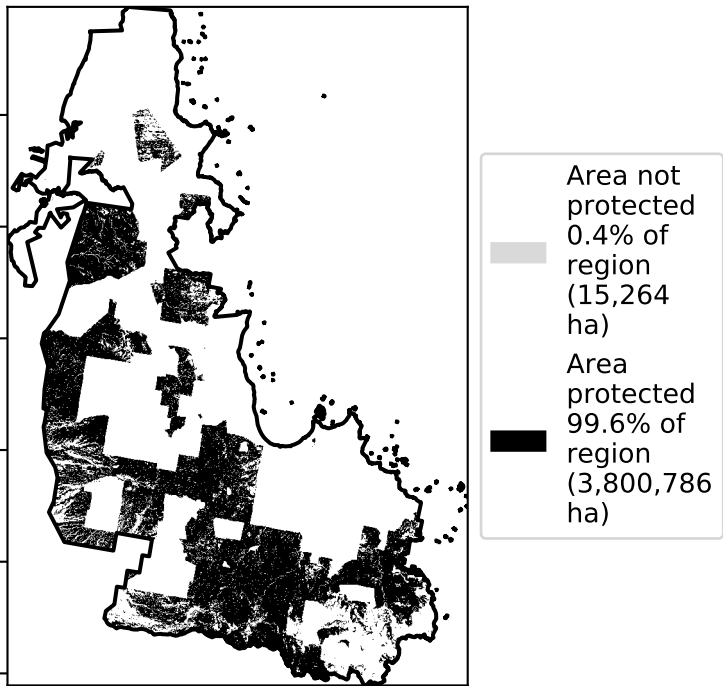 Area not
protected
0.4% of
region
(15,264
ha)
Area
protected
99.6% of
region
(3,800,786
ha)